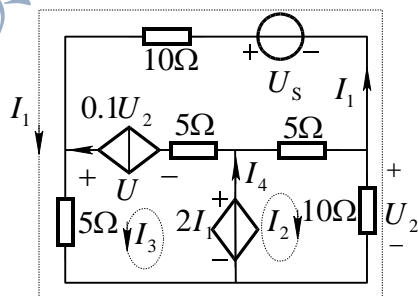 10Ω
+ −
U_S
I_1 0.1U_2 5Ω 5Ω I_1
+ U − I_4 +
5Ω I_3 2I_1 + − I_2 10Ω U_2
−